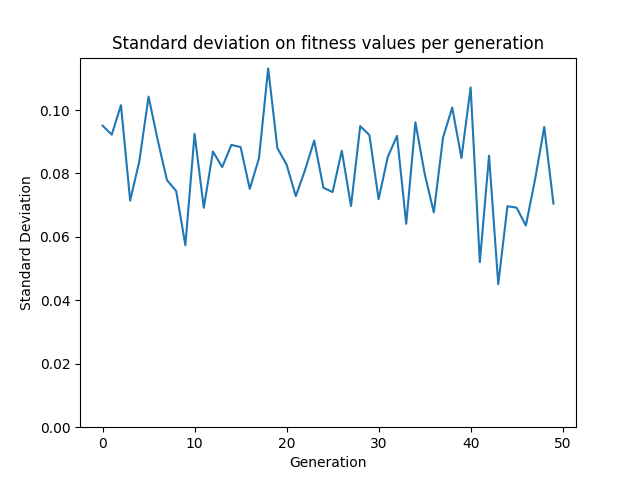 Standard deviation on fitness values per generation
Standard Deviation
0.10
0.08
0.06
0.04
0.02
0.00
0 10 20 30 40 50
Generation